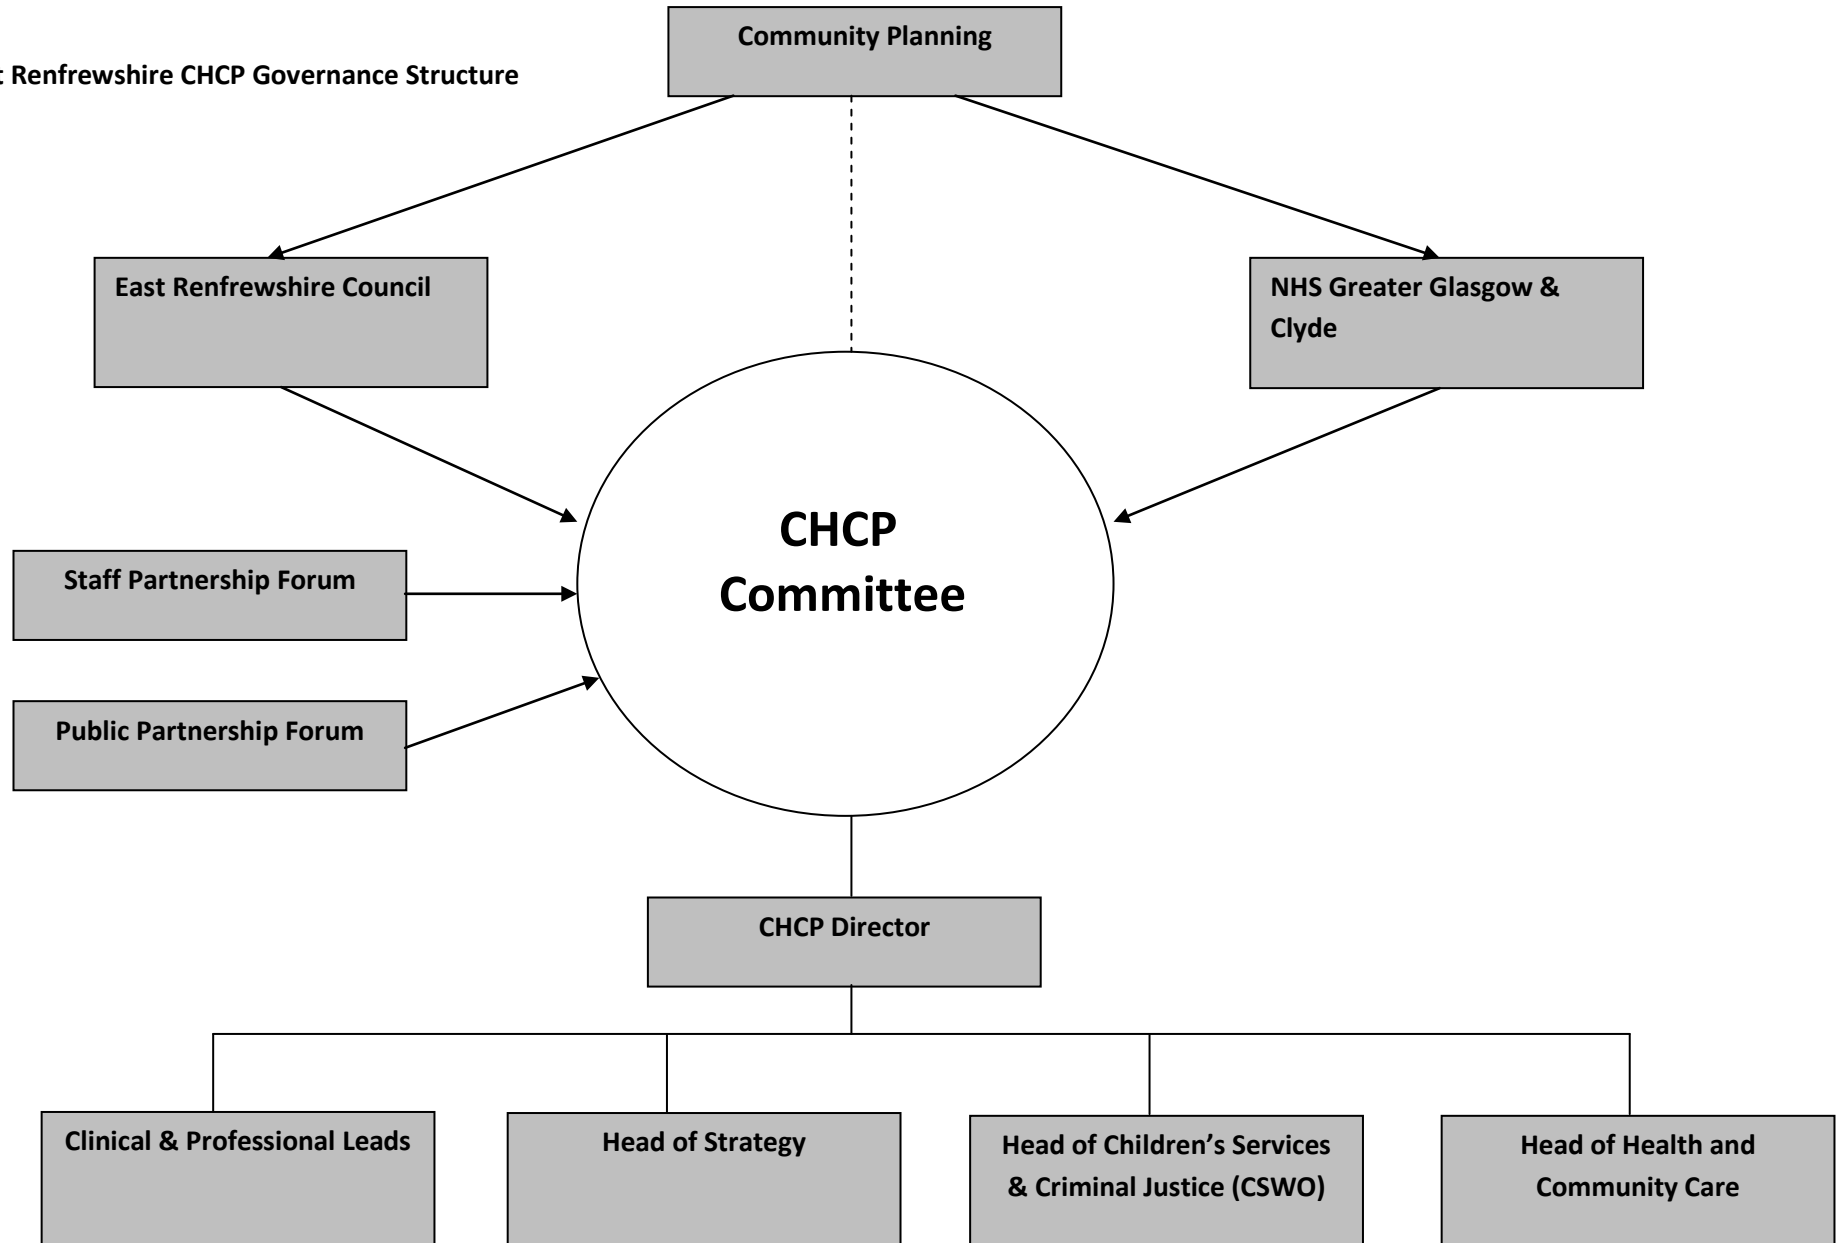 Community Planning
t Renfrewshire CHCP Governance Structure
East Renfrewshire Council
NHS Greater Glasgow &
Clyde
CHCP
Committee
Staff Partnership Forum
Public Partnership Forum
CHCP Director
Clinical & Professional Leads
Head of Strategy
Head of Children’s Services
& Criminal Justice (CSWO)
Head of Health and
Community Care